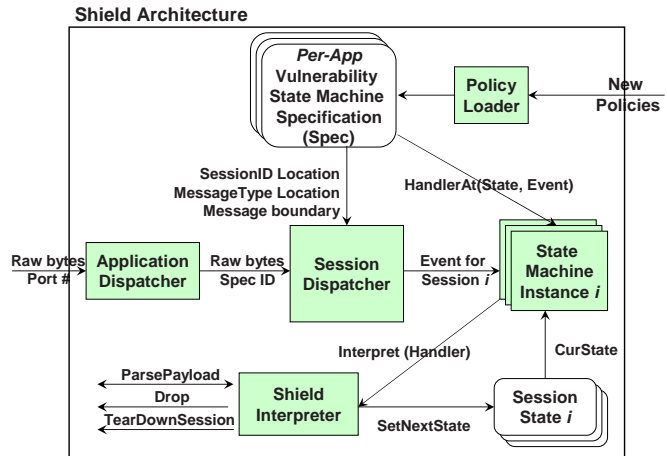 Shield Architecture
Per-App
Vulnerability
State Machine
Specification
(Spec)
Policy
Loader
New
Policies
SessionID Location
MessageType Location
Message boundary
HandlerAt(State, Event)
Raw bytes
Port #
Application
Dispatcher
Raw bytes
Spec ID
Session
Dispatcher
Event for
Session i
State
Machine
Instance i
Interpret (Handler)
CurState
ParsePayload
Drop
TearDownSession
Shield
Interpreter
SetNextState
Session
State i